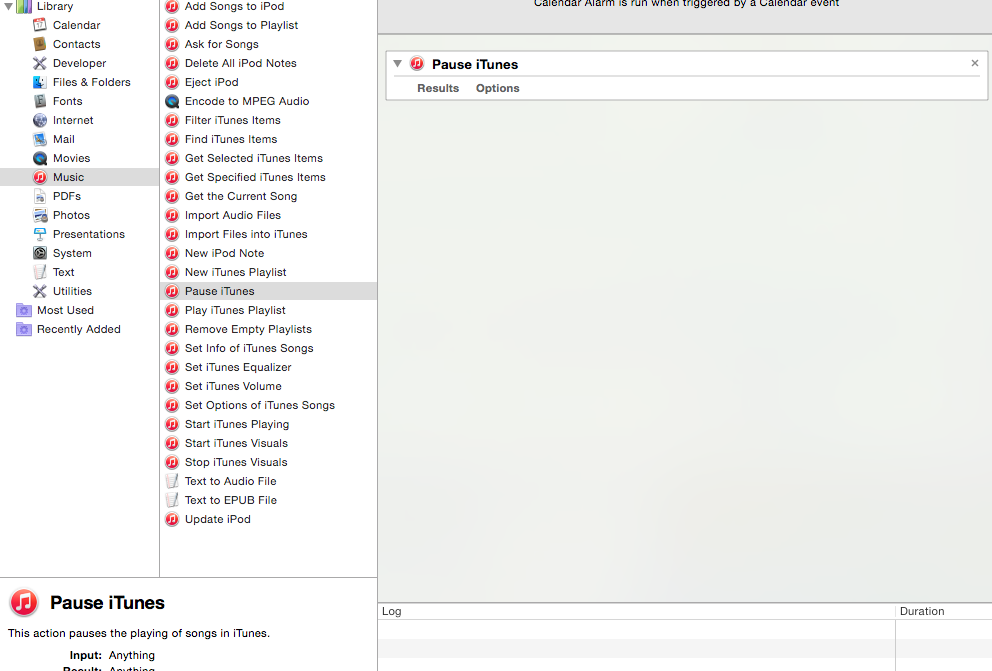 Library
Calendar
Contacts
Developer
Files & Folders
Fonts
Internet
Mail
Movies
Music
PDFs
Photos
Presentations
System
Text
Utilities
Most Used
Recently Added
Add Songs to iPod
Add Songs to Playlist
Ask for Songs
Delete All iPod Notes
Eject iPod
Encode to MPEG Audio
Filter iTunes Items
Find iTunes Items
Get Selected iTunes Items
Get Specified iTunes Items
Get the Current Song
Import Audio Files
Import Files into iTunes
New iPod Note
New iTunes Playlist
Pause iTunes
Play iTunes Playlist
Remove Empty Playlists
Set Info of iTunes Songs
Set iTunes Equalizer
Set iTunes Volume
Set Options of iTunes Songs
Start iTunes Playing
Start iTunes Visuals
Stop iTunes Visuals
Text to Audio File
Text to EPUB File
Update iPod
Pause iTunes
This action pauses the playing of songs in iTunes.
Input: Anything
Result: Anything
Calendar Alarm is run when triggered by a Calendar event
Pause iTunes
Results Options
Log Duration